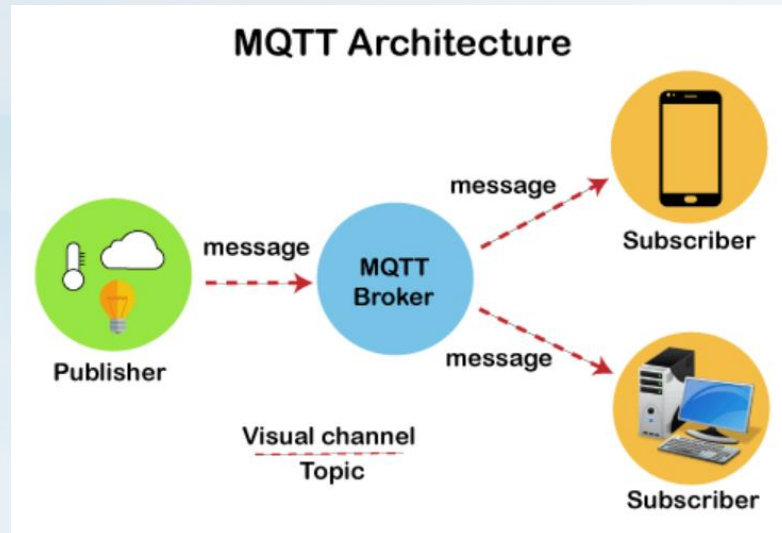 MQTT Architecture
message
Subscriber
message
MQTT
Broker
Publisher
message
Visual channel
Topic
Subscriber